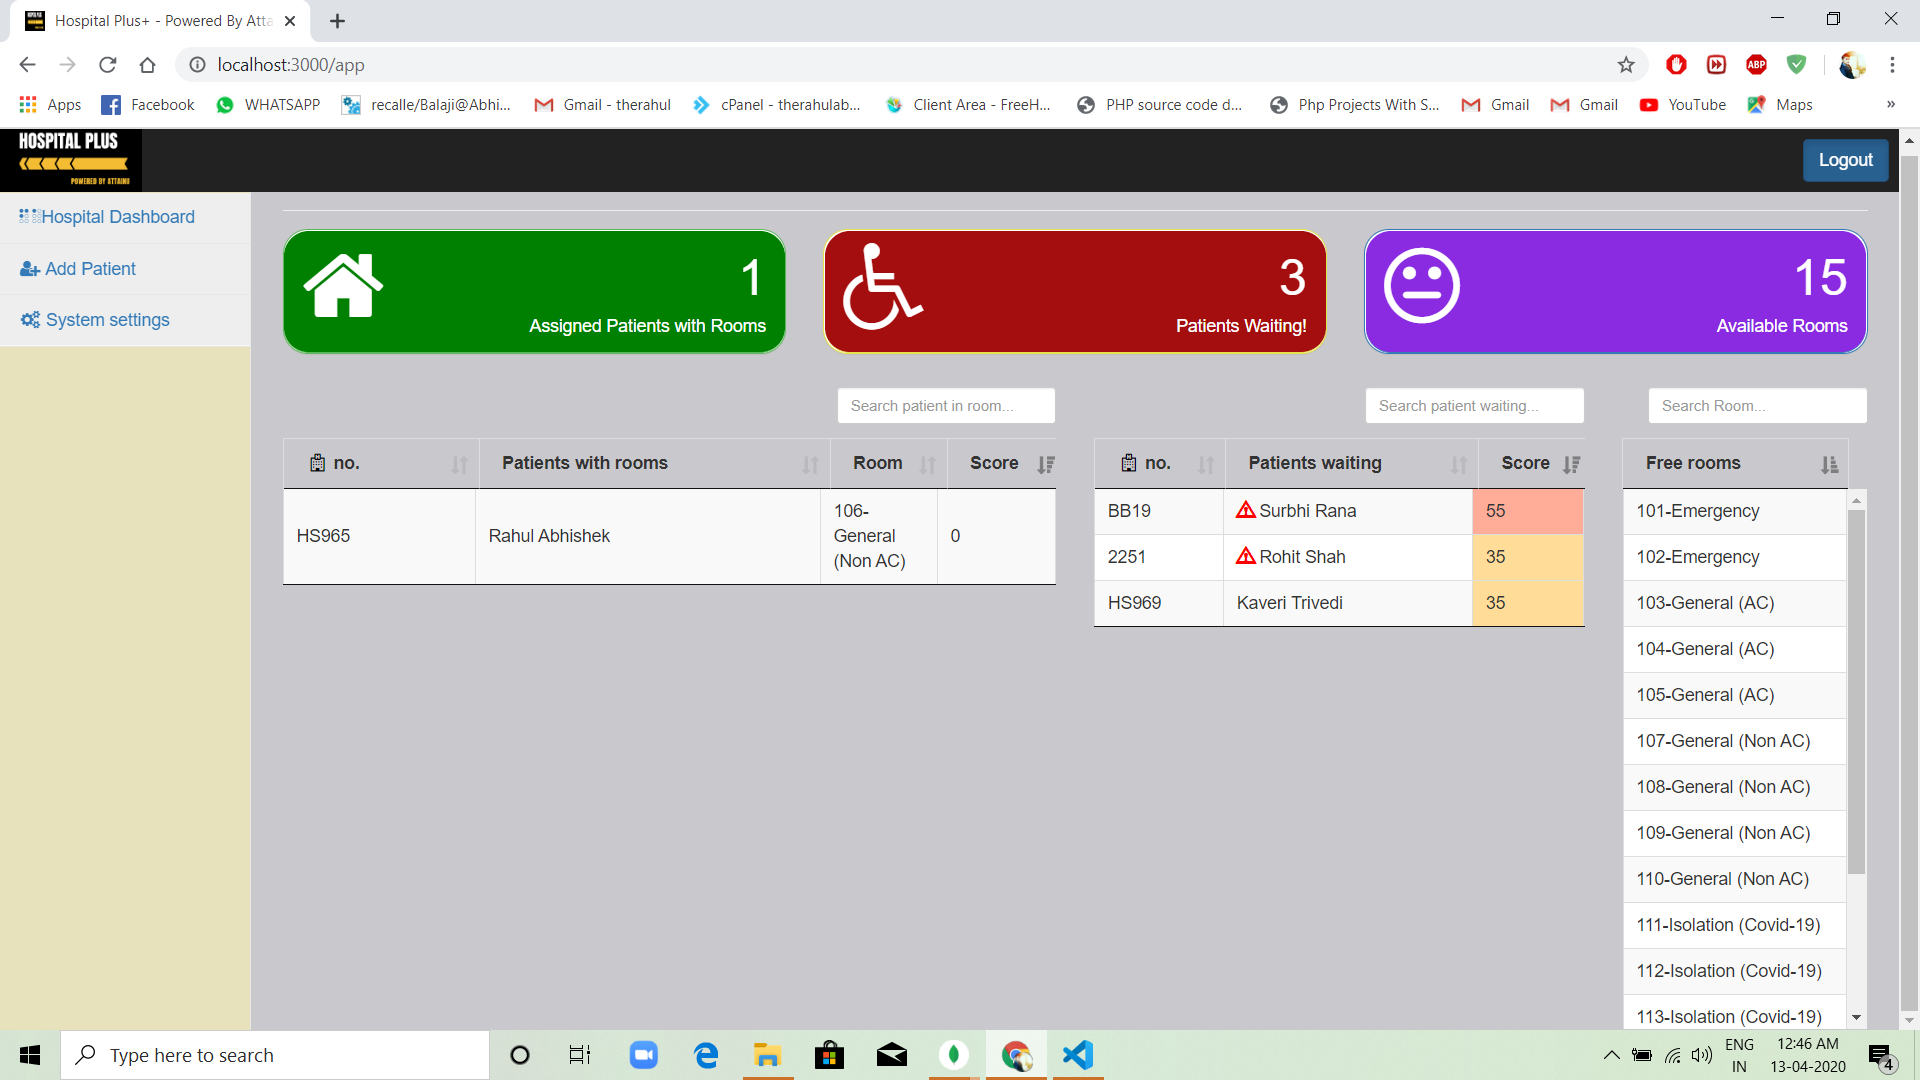 Hospital Plus+ - Powered By Atta
localhost:3000/app
Apps
Facebook
WHATSAPP
recalle/Balaji@Abhi...
Gmail - therahul
cPanel - therahulab...
Client Area - FreeH...
PHP source code d...
Php Projects With S...
Gmail
Gmail
YouTube
Maps
»
HOSPITAL PLUS
POWERED BY ATTAINU
Logout
Hospital Dashboard
Add Patient
System settings
1
Assigned Patients with Rooms
3
Patients Waiting!
15
Available Rooms
Search patient in room...
Search patient waiting...
Search Room...
no. Patients with rooms Room Score
HS965 Rahul Abhishek 106-General (Non AC) 0
no. Patients waiting Score
BB19 Surbhi Rana 55
2251 Rohit Shah 35
HS969 Kaveri Trivedi 35
Free rooms
101-Emergency
102-Emergency
103-General (AC)
104-General (AC)
105-General (AC)
107-General (Non AC)
108-General (Non AC)
109-General (Non AC)
110-General (Non AC)
111-Isolation (Covid-19)
112-Isolation (Covid-19)
113-Isolation (Covid-19)
Type here to search
ENG
IN
12:46 AM
13-04-2020
4
ABP